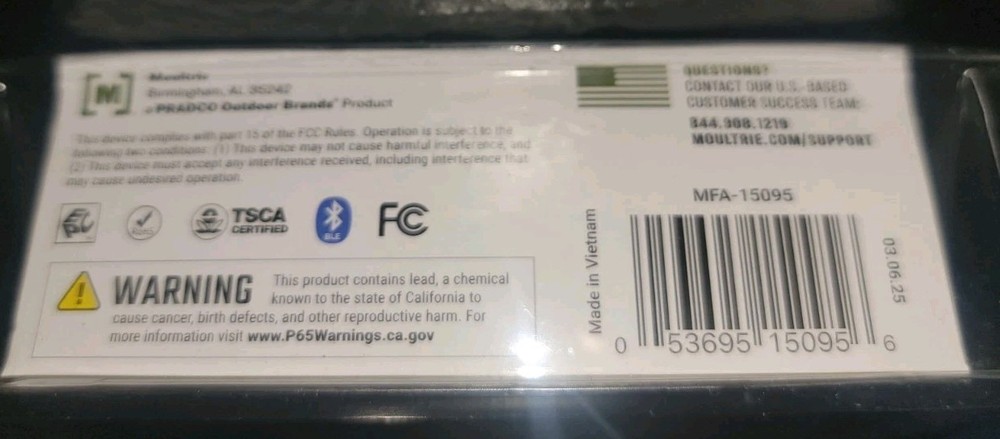 [M]
Moultrie
Birmingham, AL 35242
a PRADCO Outdoor Brands® Product
This device complies with part 15 of the FCC Rules. Operation is subject to the
following two conditions: (1) This device may not cause harmful interference, and
(2) This device must accept any interference received, including interference that
may cause undesired operation.
TSCA
CERTIFIED
BLE
FC
WARNING
This product contains lead, a chemical
known to the state of California to
cause cancer, birth defects, and other reproductive harm. For
more information visit www.P65Warnings.ca.gov
QUESTIONS?
CONTACT OUR U.S.-BASED
CUSTOMER SUCCESS TEAM:
844.908.1219
MOULTRIE.COM/SUPPORT
MFA-15095
Made in Vietnam
0 53695 15095 6
03.06.25